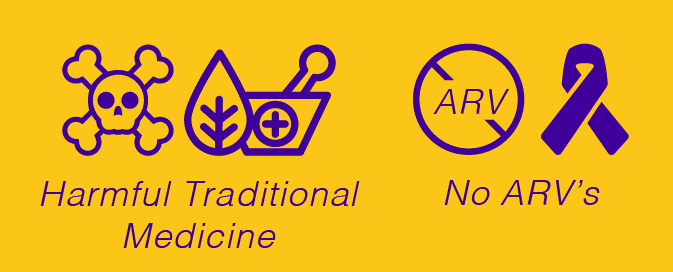 ARV
Harmful Traditional
Medicine
No ARV's